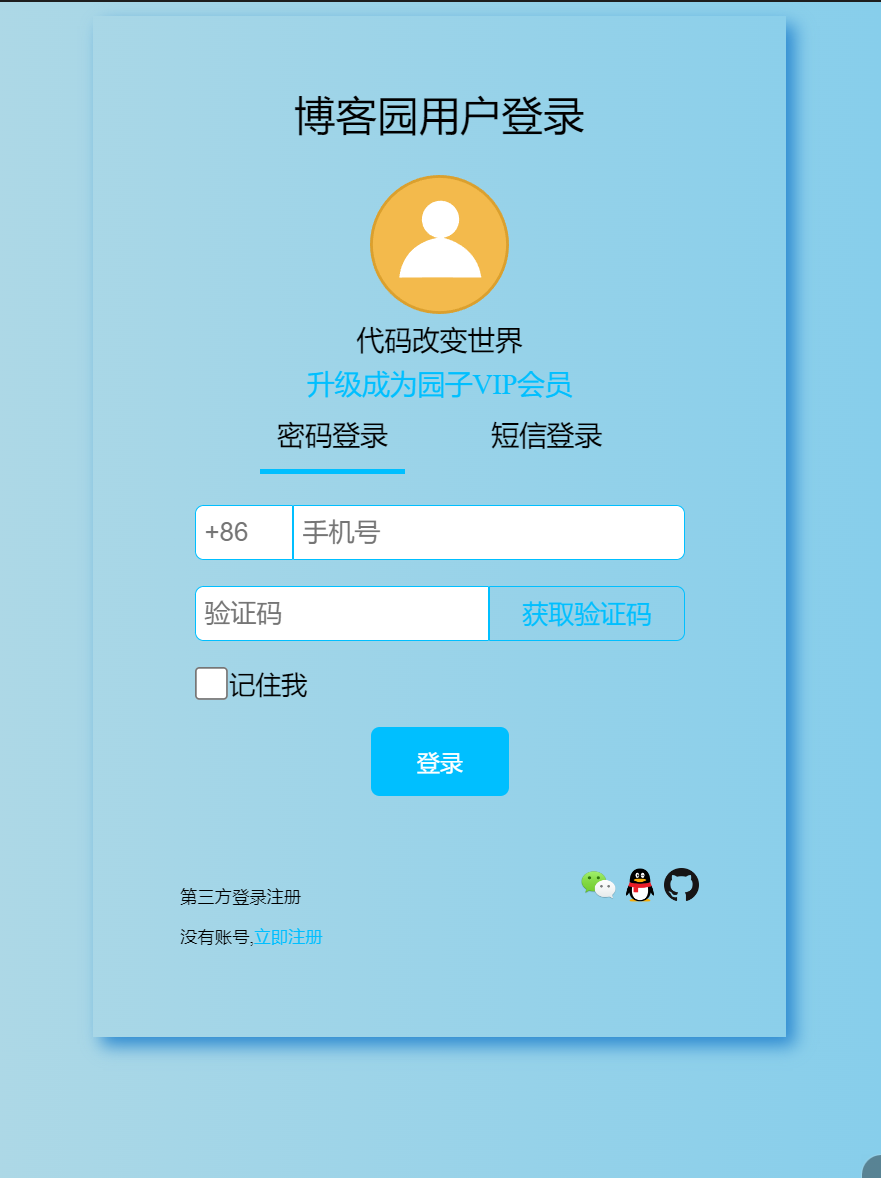 博客园用户登录
代码改变世界
升级成为园子VIP会员
密码登录 短信登录
+86 手机号
验证码 获取验证码
记住我
登录
第三方登录注册
没有账号,立即注册